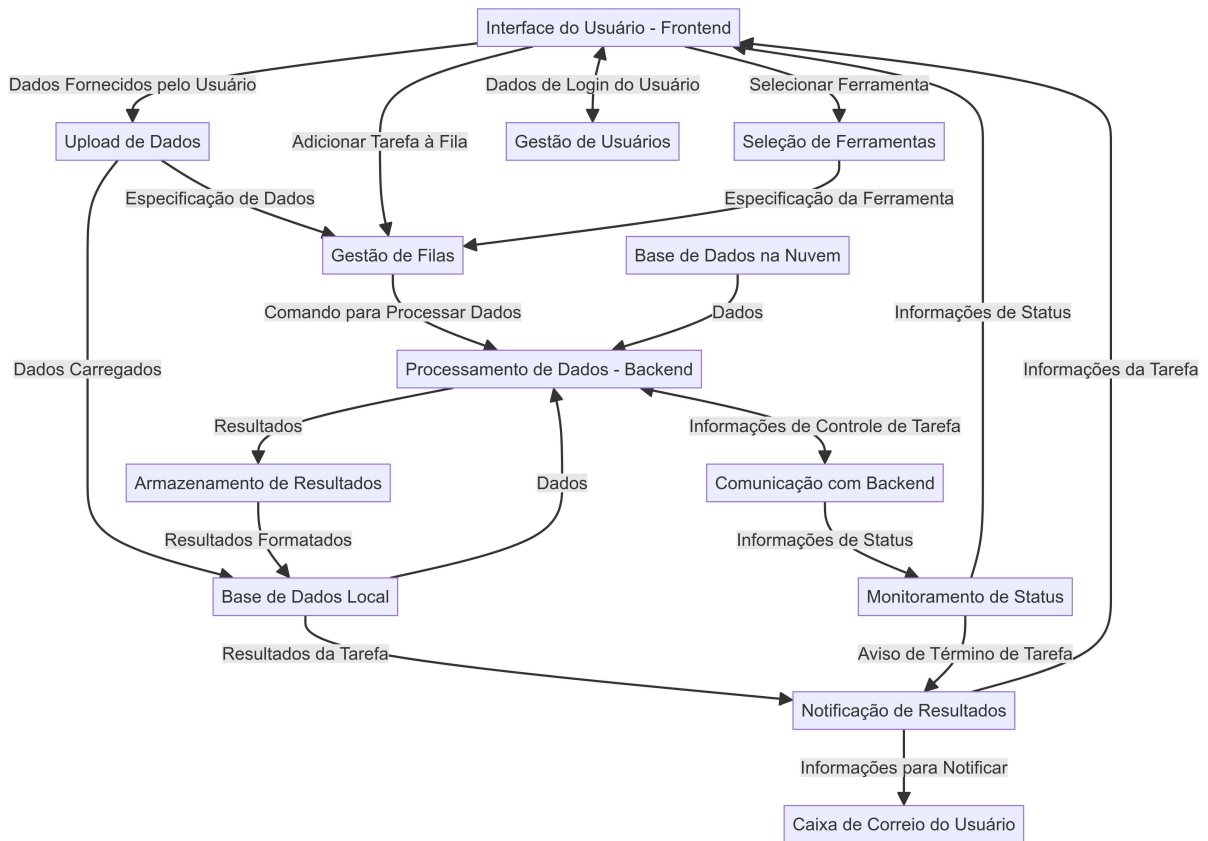 Interface do Usuário - Frontend
Dados Fornecidos pelo Usuário
Dados de Login do Usuário
Selecionar Ferramenta
Upload de Dados
Adicionar Tarefa à Fila
Gestão de Usuários
Seleção de Ferramentas
Especificação de Dados
Especificação da Ferramenta
Gestão de Filas
Base de Dados na Nuvem
Comando para Processar Dados
Dados
Informações de Status
Dados Carregados
Processamento de Dados - Backend
Informações da Tarefa
Resultados
Informações de Controle de Tarefa
Armazenamento de Resultados
Dados
Comunicação com Backend
Resultados Formatados
Informações de Status
Base de Dados Local
Monitoramento de Status
Resultados da Tarefa
Aviso de Término de Tarefa
Notificação de Resultados
Informações para Notificar
Caixa de Correio do Usuário